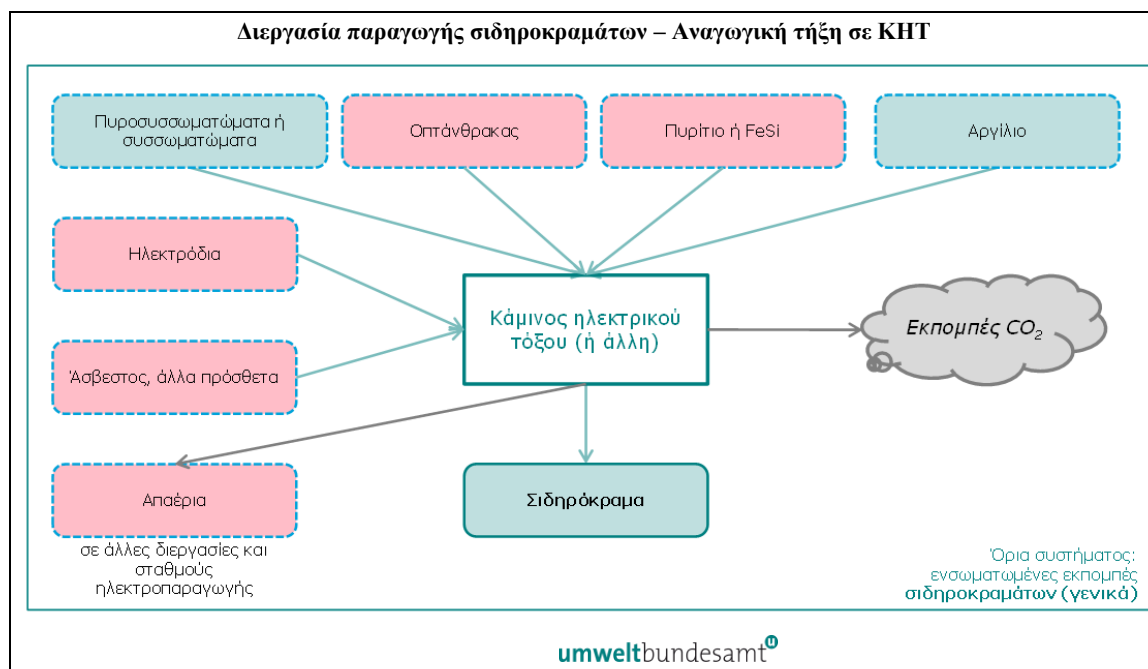 Διεργασία παραγωγής σιδηροκραμάτων – Αναγωγική τήξη σε ΚΗΤ
Πυροσυσσωματώματα ή
συσσωματώματα
Οπτάνθρακας
Πυρίτιο ή FeSi
Αργίλιο
Ηλεκτρόδια
Κάμινος ηλεκτρικού
τόξου (ή άλλη)
Εκπομπές CO2
Άσβεστος, άλλα πρόσθετα
Απαέρια
Σιδηρόκραμα
σε άλλες διεργασίες και
σταθμούς
ηλεκτροπαραγωγής
Όρια συστήματος:
ενσωματωμένες εκπομπές
σιδηροκραμάτων (γενικά)
umweltbundesamt
u